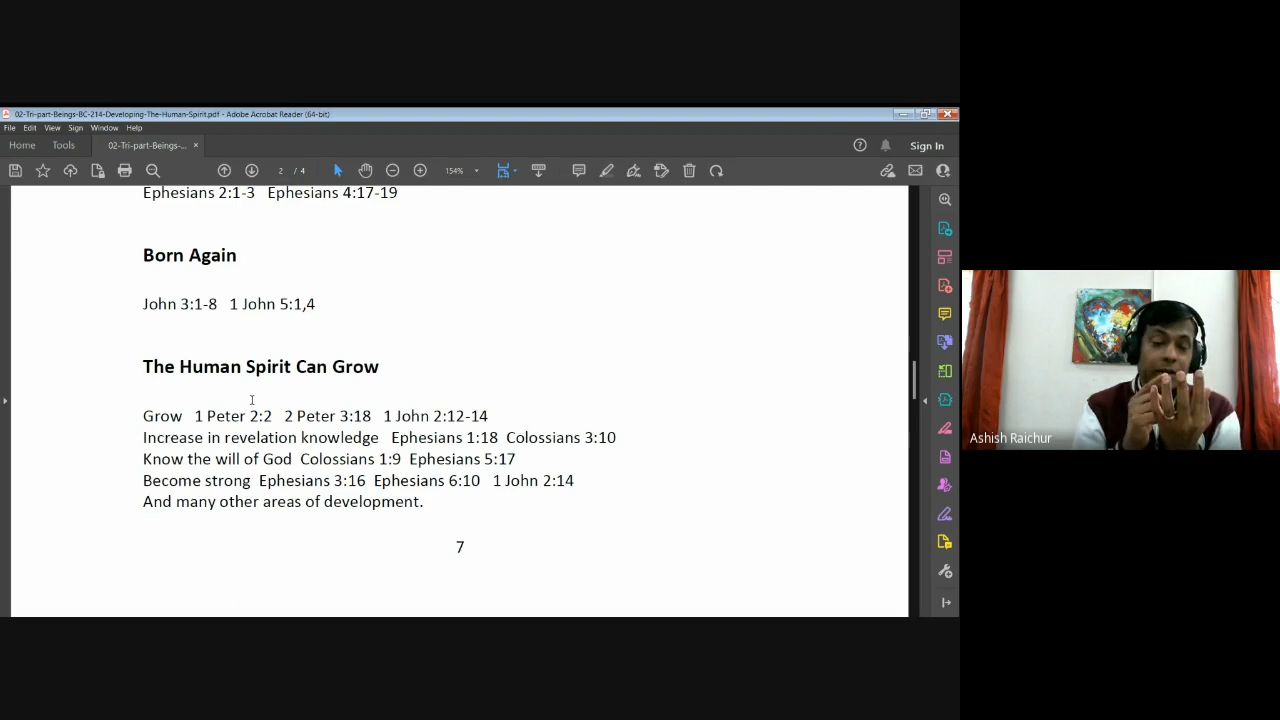 02-Tri-part-Beings-BC-214-Developing-The-Human-Spirit.pdf - Adobe Acrobat Reader (64-bit)
File Edit View Sign Window Help
Home Tools 02-Tri-part-Beings-... × Sign In
2 / 4 154%
Ephesians 2:1-3 Ephesians 4:17-19
Born Again
John 3:1-8 1 John 5:1,4
The Human Spirit Can Grow
Grow 1 Peter 2:2 2 Peter 3:18 1 John 2:12-14
Increase in revelation knowledge Ephesians 1:18 Colossians 3:10
Know the will of God Colossians 1:9 Ephesians 5:17
Become strong Ephesians 3:16 Ephesians 6:10 1 John 2:14
And many other areas of development.
7
Ashish Raichur